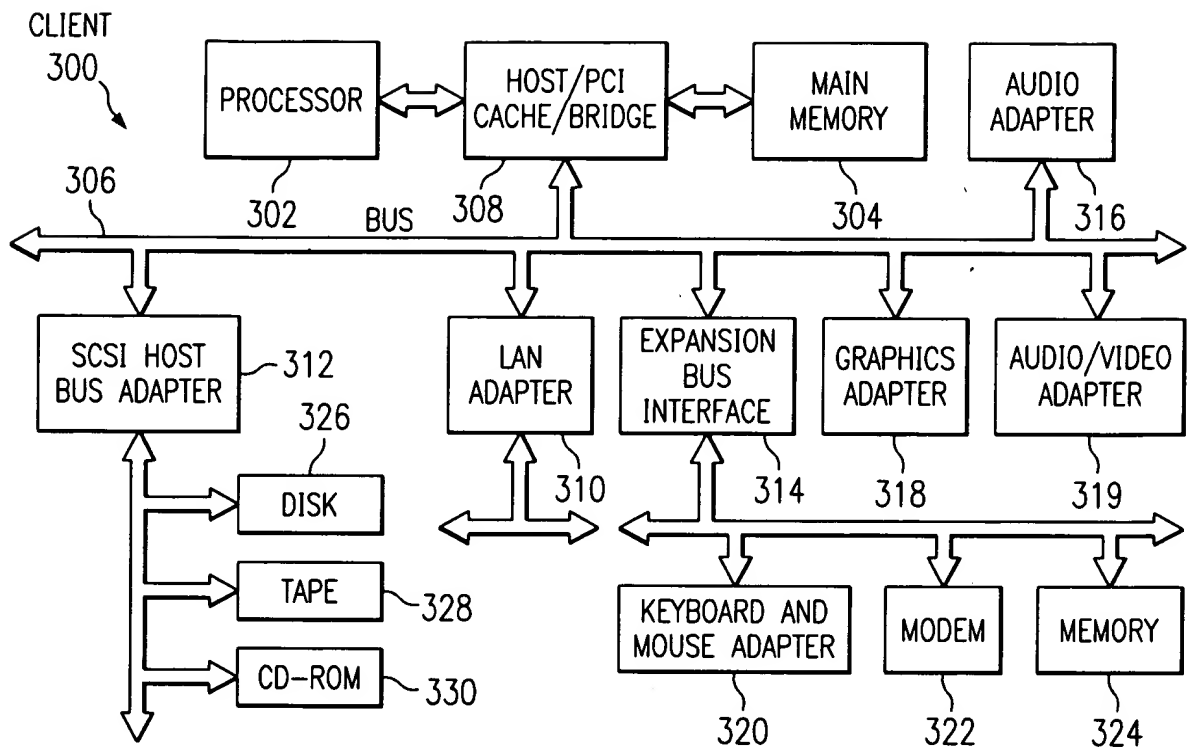 CLIENT
300
PROCESSOR
302
HOST/PCI
CACHE/BRIDGE
308
MAIN
MEMORY
304
AUDIO
ADAPTER
316
306
BUS
SCSI HOST
BUS ADAPTER
312
LAN
ADAPTER
310
EXPANSION
BUS
INTERFACE
314
GRAPHICS
ADAPTER
318
AUDIO/VIDEO
ADAPTER
319
326
DISK
TAPE
328
CD-ROM
330
KEYBOARD AND
MOUSE ADAPTER
320
MODEM
322
MEMORY
324